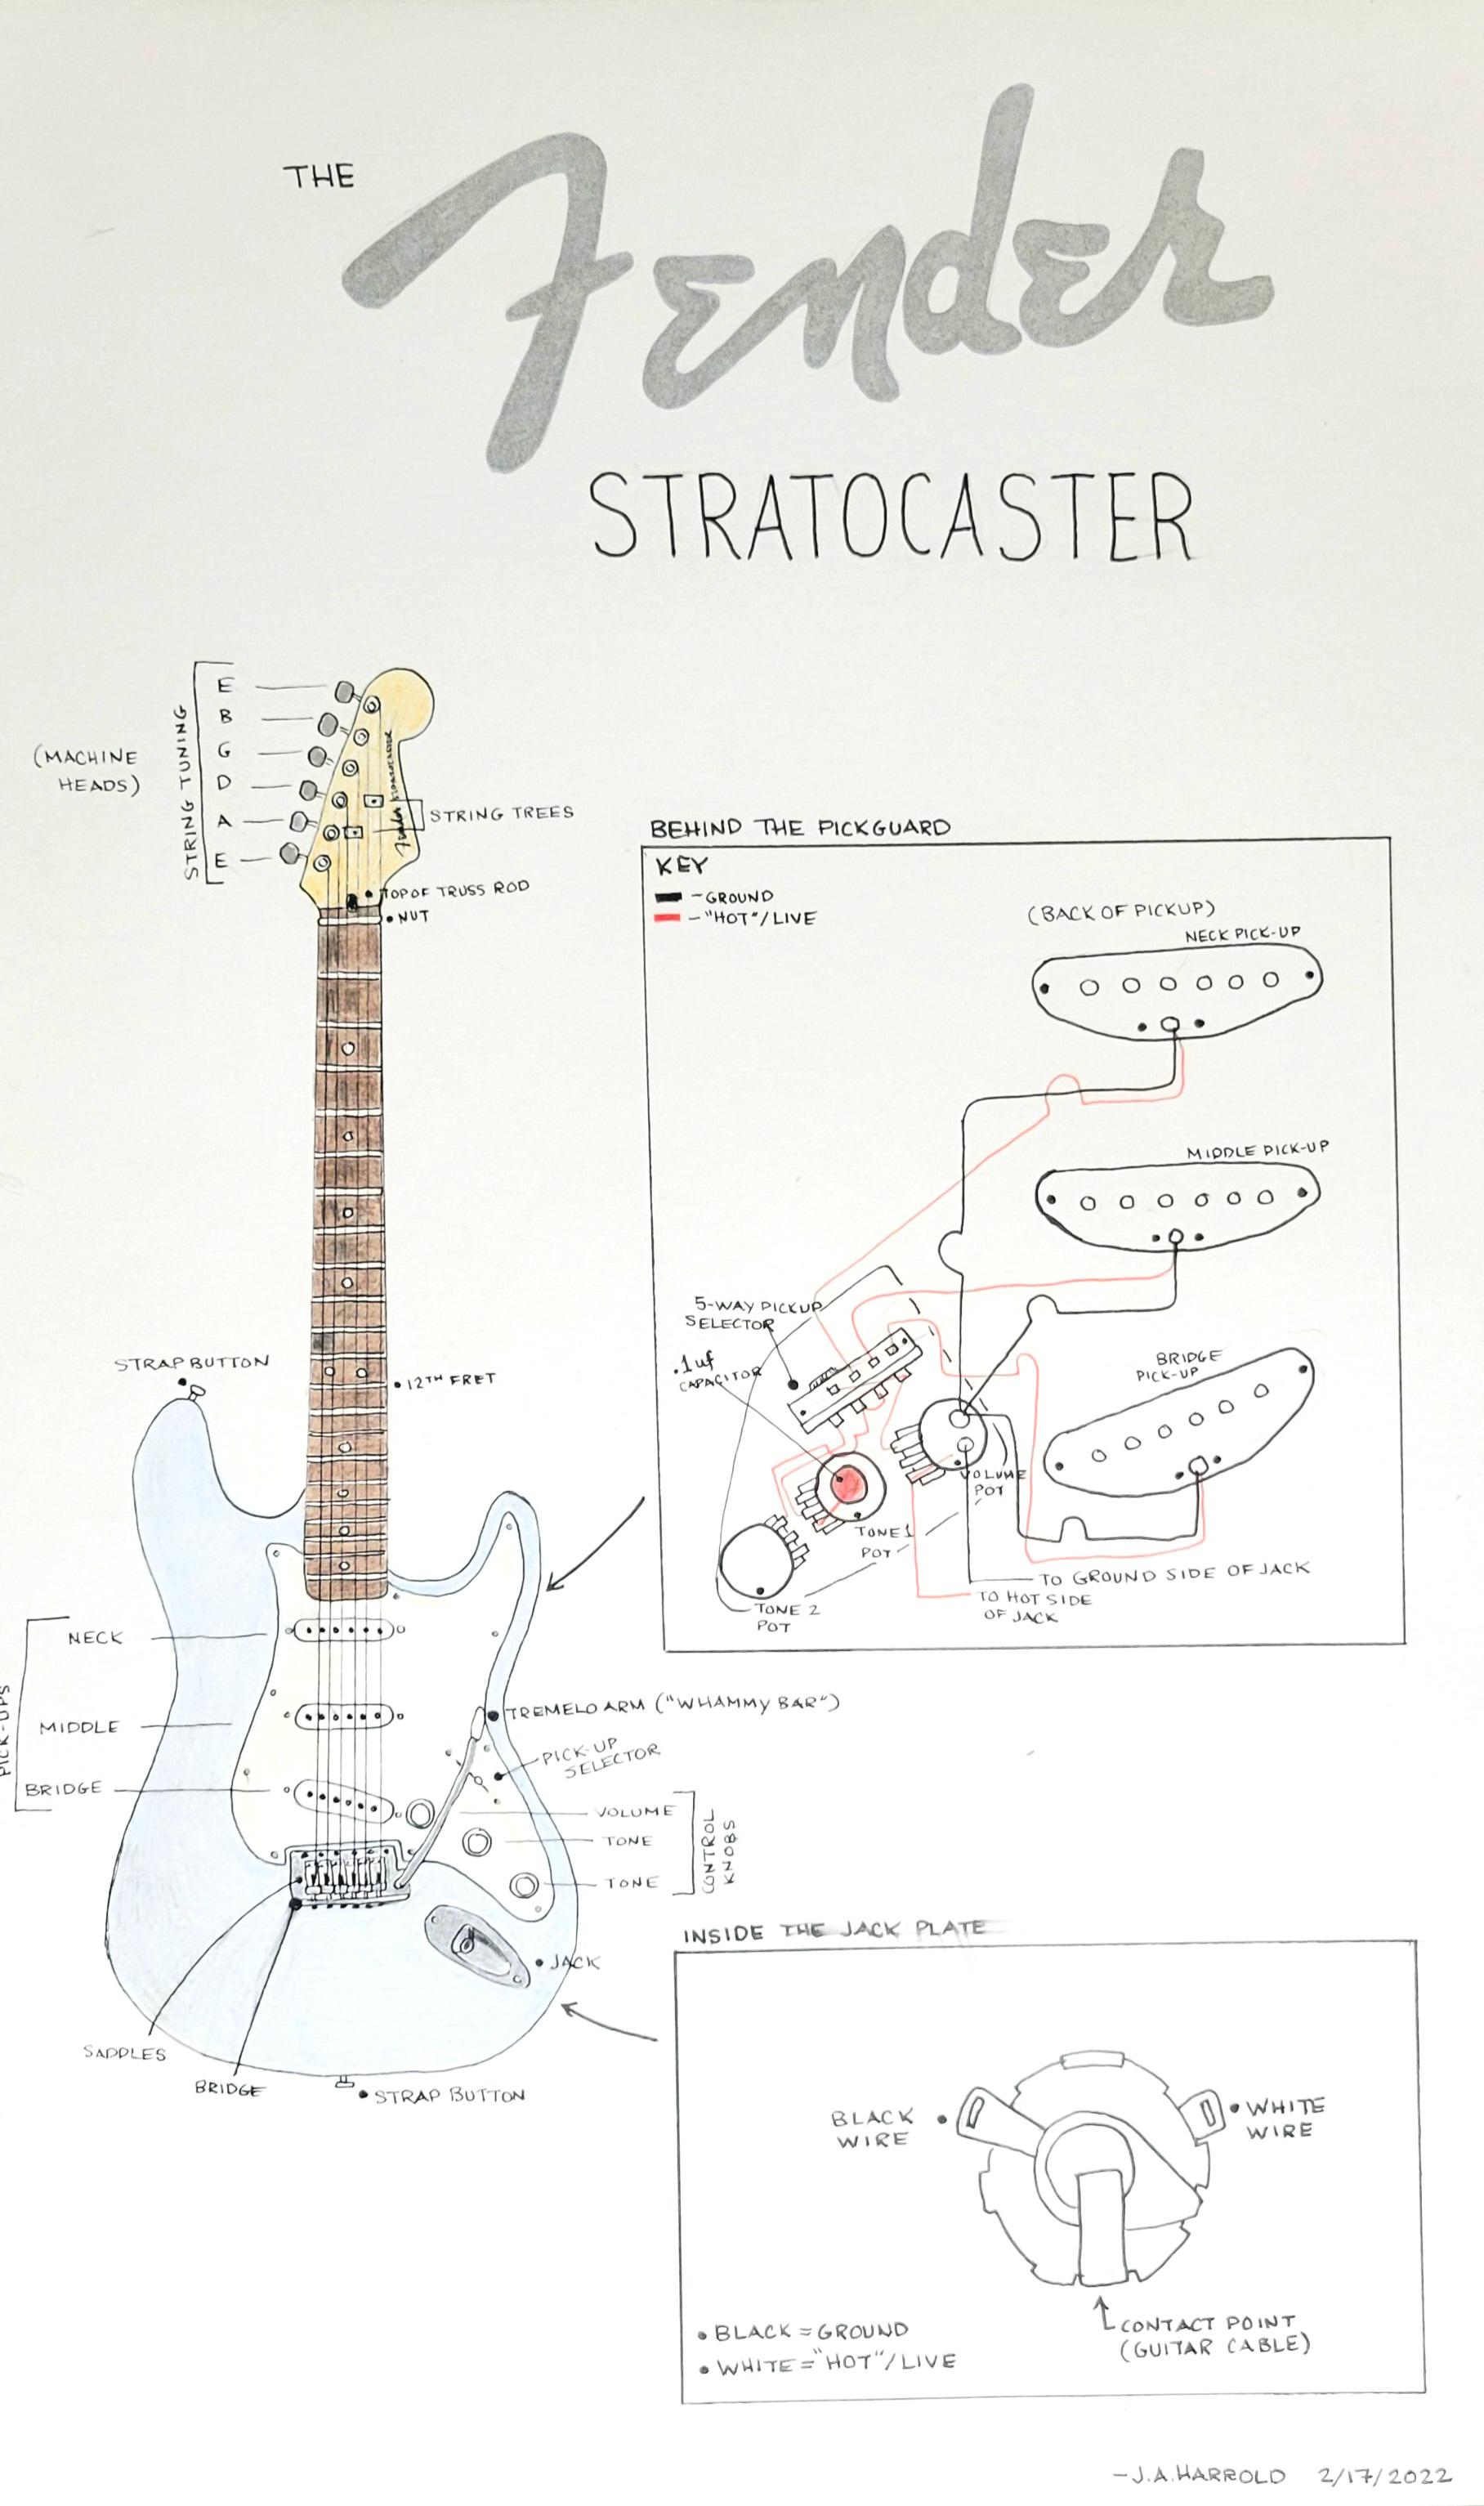 THE
Fender
STRATOCASTER
STRING TUNING
(MACHINE
HEADS)
E
B
G
D
A
E
Fender STRATOCASTER
STRING TREES
TOP OF TRUSS ROD
NUT
STRAP BUTTON
12TH FRET
PICK-UPS
NECK
MIDDLE
BRIDGE
TREMELO ARM ("WHAMMY BAR")
PICK-UP
SELECTOR
VOLUME
TONE
TONE
CONTROL
KNOBS
JACK
SADDLES
BRIDGE
STRAP BUTTON
BEHIND THE PICKGUARD
KEY
-GROUND
-"HOT"/LIVE
(BACK OF PICKUP)
NECK PICK-UP
MIDDLE PICK-UP
5-WAY PICKUP
SELECTOR
.1uf
CAPACITOR
BRIDGE
PICK-UP
VOLUME
POT
TONE 1
POT
TONE 2
POT
TO GROUND SIDE OF JACK
TO HOT SIDE
OF JACK
INSIDE THE JACK PLATE
BLACK
WIRE
WHITE
WIRE
CONTACT POINT
(GUITAR CABLE)
• BLACK = GROUND
• WHITE = "HOT"/LIVE
-J.A.HARROLD 2/17/2022